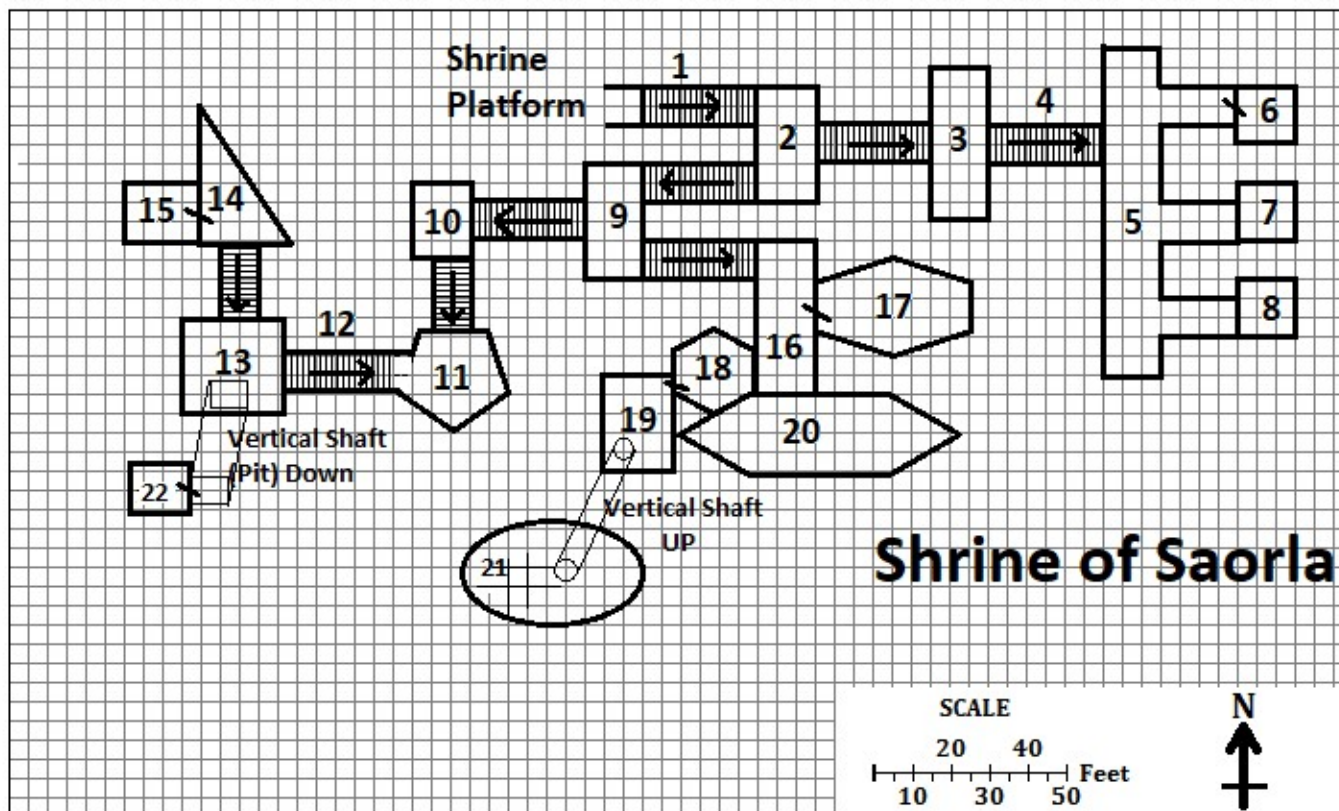 Shrine
Platform
1
2
3
4
5
6
7
8
9
10
11
12
13
14
15
16
17
18
19
20
Vertical Shaft
(Pit) Down
22
Vertical Shaft
UP
21
Shrine of Saorla
SCALE
20 40
Feet
10 30 50
N